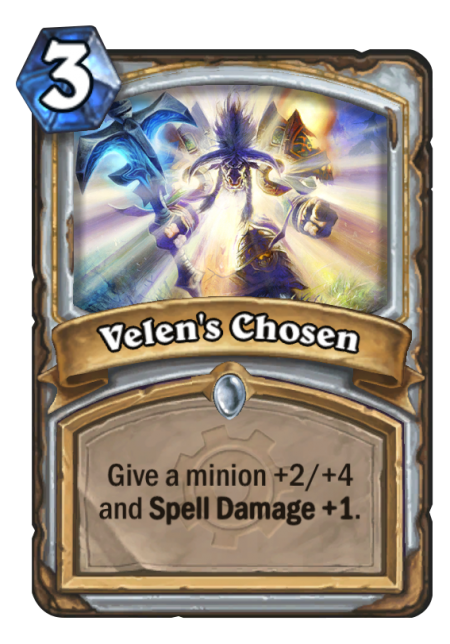 3
Velen's Chosen
Give a minion +2/+4
and Spell Damage +1.